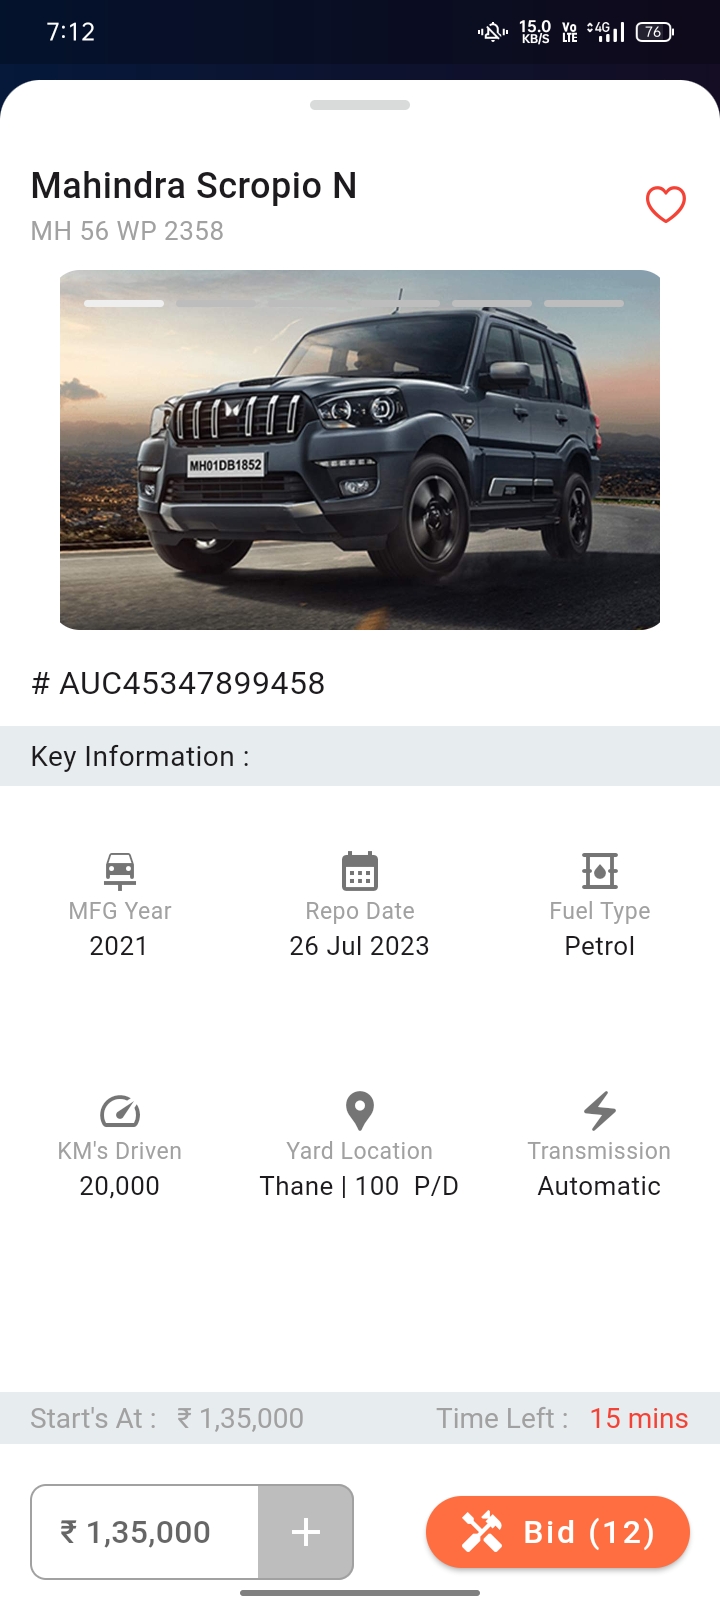 7:12
15.0 KB/S Vo LTE 4G 76
Mahindra Scropio N
MH 56 WP 2358
MH01DB1852
# AUC45347899458
Key Information :
MFG Year Repo Date Fuel Type
2021 26 Jul 2023 Petrol
KM's Driven Yard Location Transmission
20,000 Thane | 100 P/D Automatic
Start's At : ₹ 1,35,000 Time Left : 15 mins
₹ 1,35,000 + Bid (12)